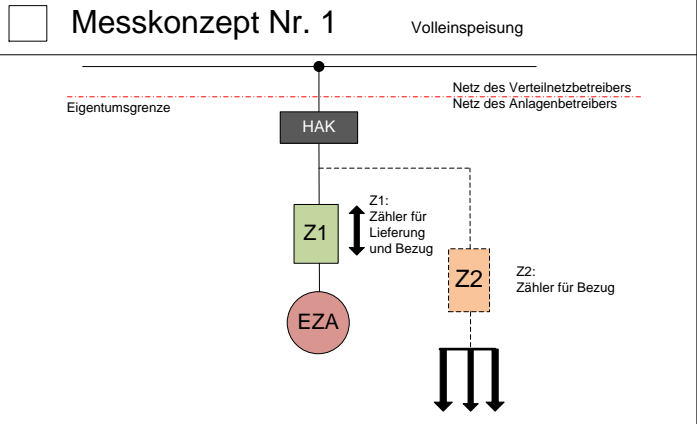 Messkonzept Nr. 1
Volleinspeisung
Netz des Verteilnetzbetreibers
Eigentumsgrenze
Netz des Anlagenbetreibers
HAK
Z1:
Zähler für
Lieferung
und Bezug
Z1
Z2
Z2:
Zähler für Bezug
EZA